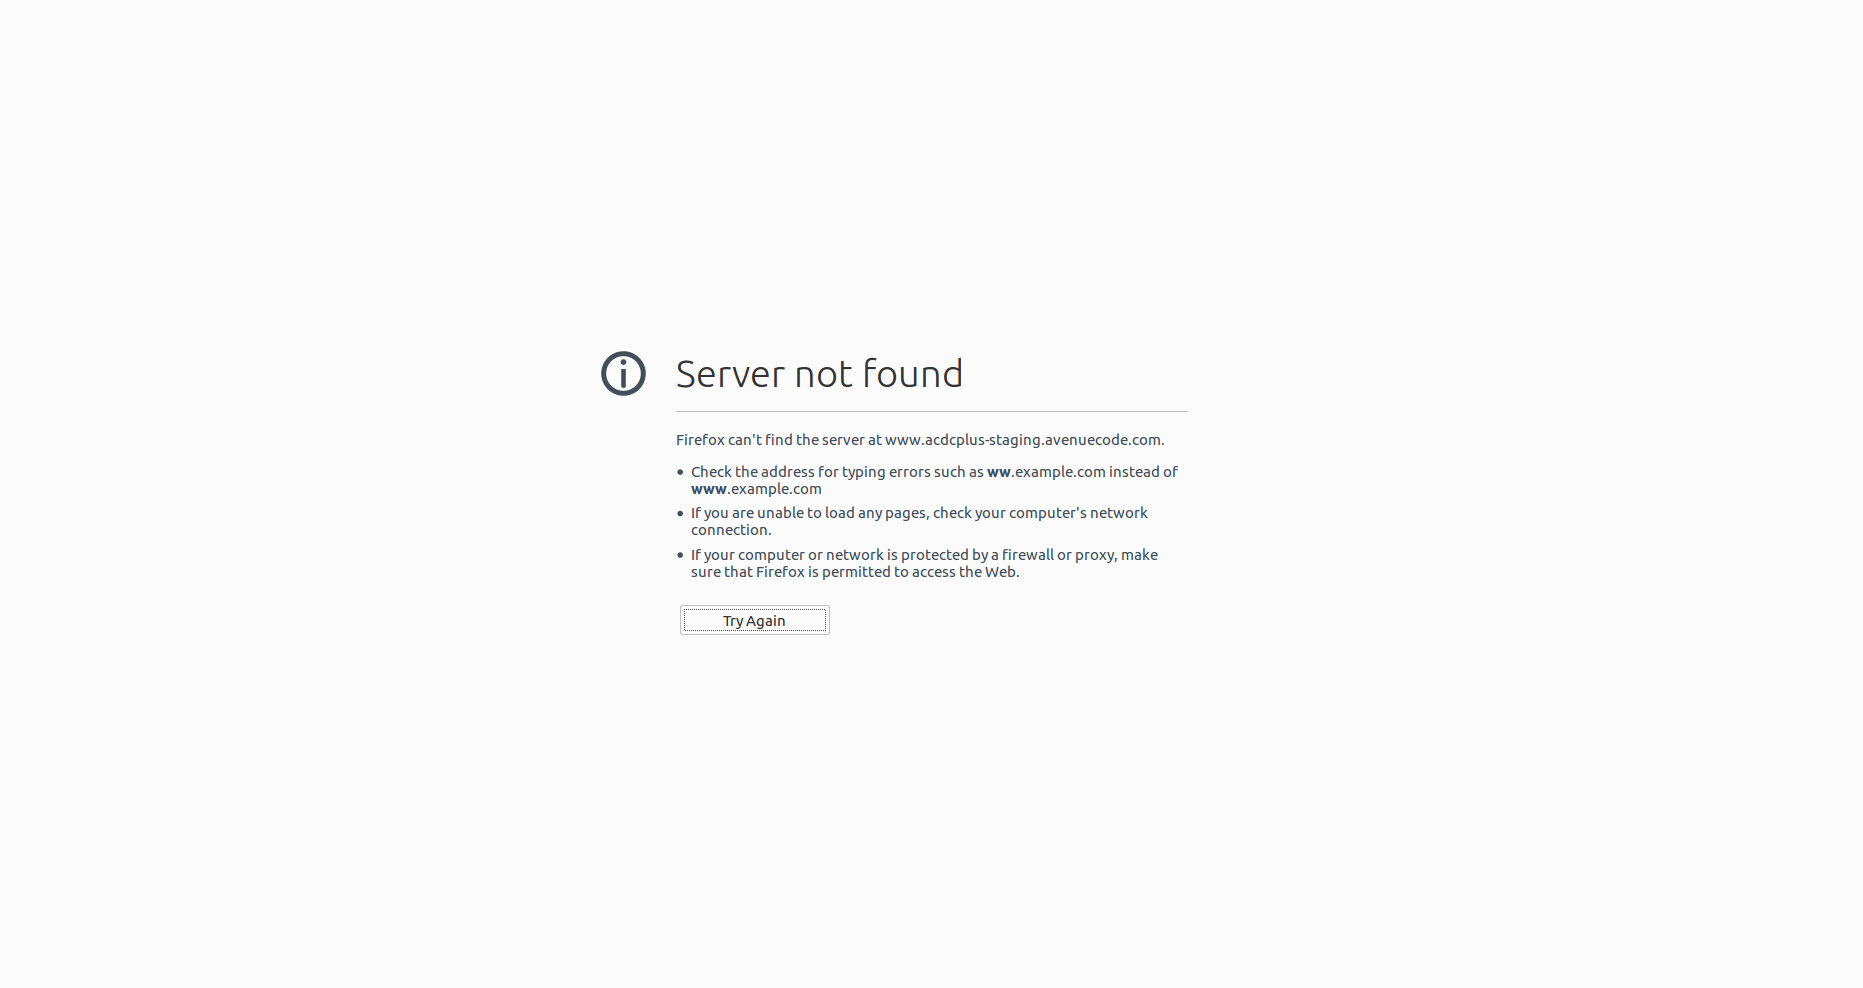 Server not found
Firefox can't find the server at www.acdcplus-staging.avenuecode.com.
• Check the address for typing errors such as ww.example.com instead of
www.example.com
• If you are unable to load any pages, check your computer's network
connection.
• If your computer or network is protected by a firewall or proxy, make
sure that Firefox is permitted to access the Web.
Try Again